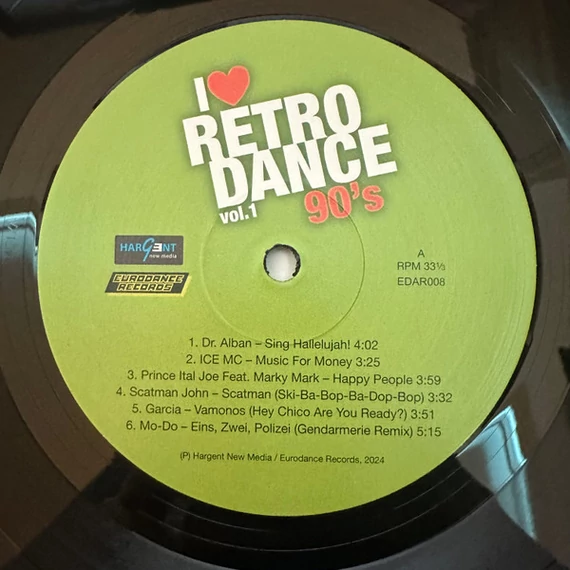 I ❤
RETRO
DANCE
vol.1 90's
HARGENT
new media
EURODANCE
RECORDS
A
RPM 33⅓
EDAR008
1. Dr. Alban – Sing Hallelujah! 4:02
2. ICE MC – Music For Money 3:25
3. Prince Ital Joe Feat. Marky Mark – Happy People 3:59
4. Scatman John – Scatman (Ski-Ba-Bop-Ba-Dop-Bop) 3:32
5. Garcia – Vamonos (Hey Chico Are You Ready?) 3:51
6. Mo-Do – Eins, Zwei, Polizei (Gendarmerie Remix) 5:15
(P) Hargent New Media / Eurodance Records, 2024